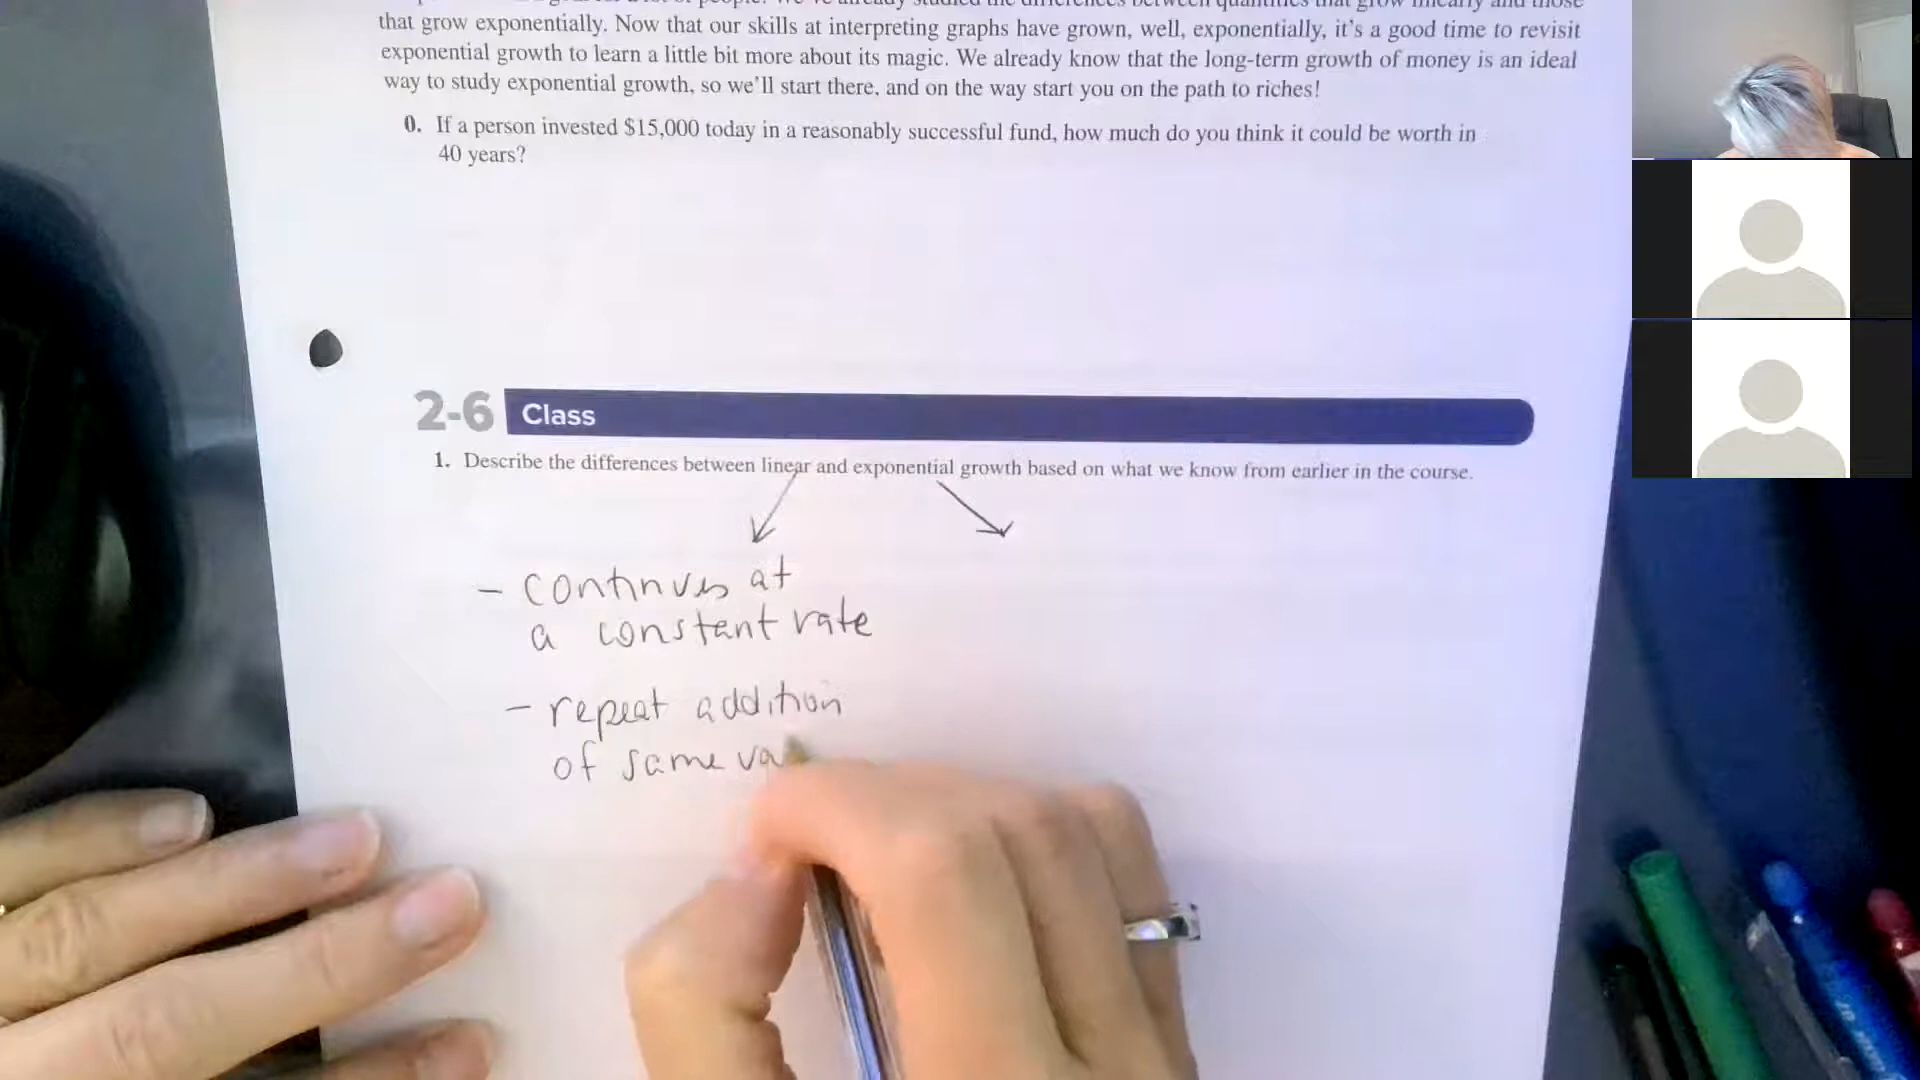 that grow exponentially. Now that our skills at interpreting graphs have grown, well, exponentially, it's a good time to revisit
exponential growth to learn a little bit more about its magic. We already know that the long-term growth of money is an ideal
way to study exponential growth, so we'll start there, and on the way start you on the path to riches!
0. If a person invested $15,000 today in a reasonably successful fund, how much do you think it could be worth in
40 years?
2-6 Class
1. Describe the differences between linear and exponential growth based on what we know from earlier in the course.
- continues at
a constant rate
- repeat addition
of same va